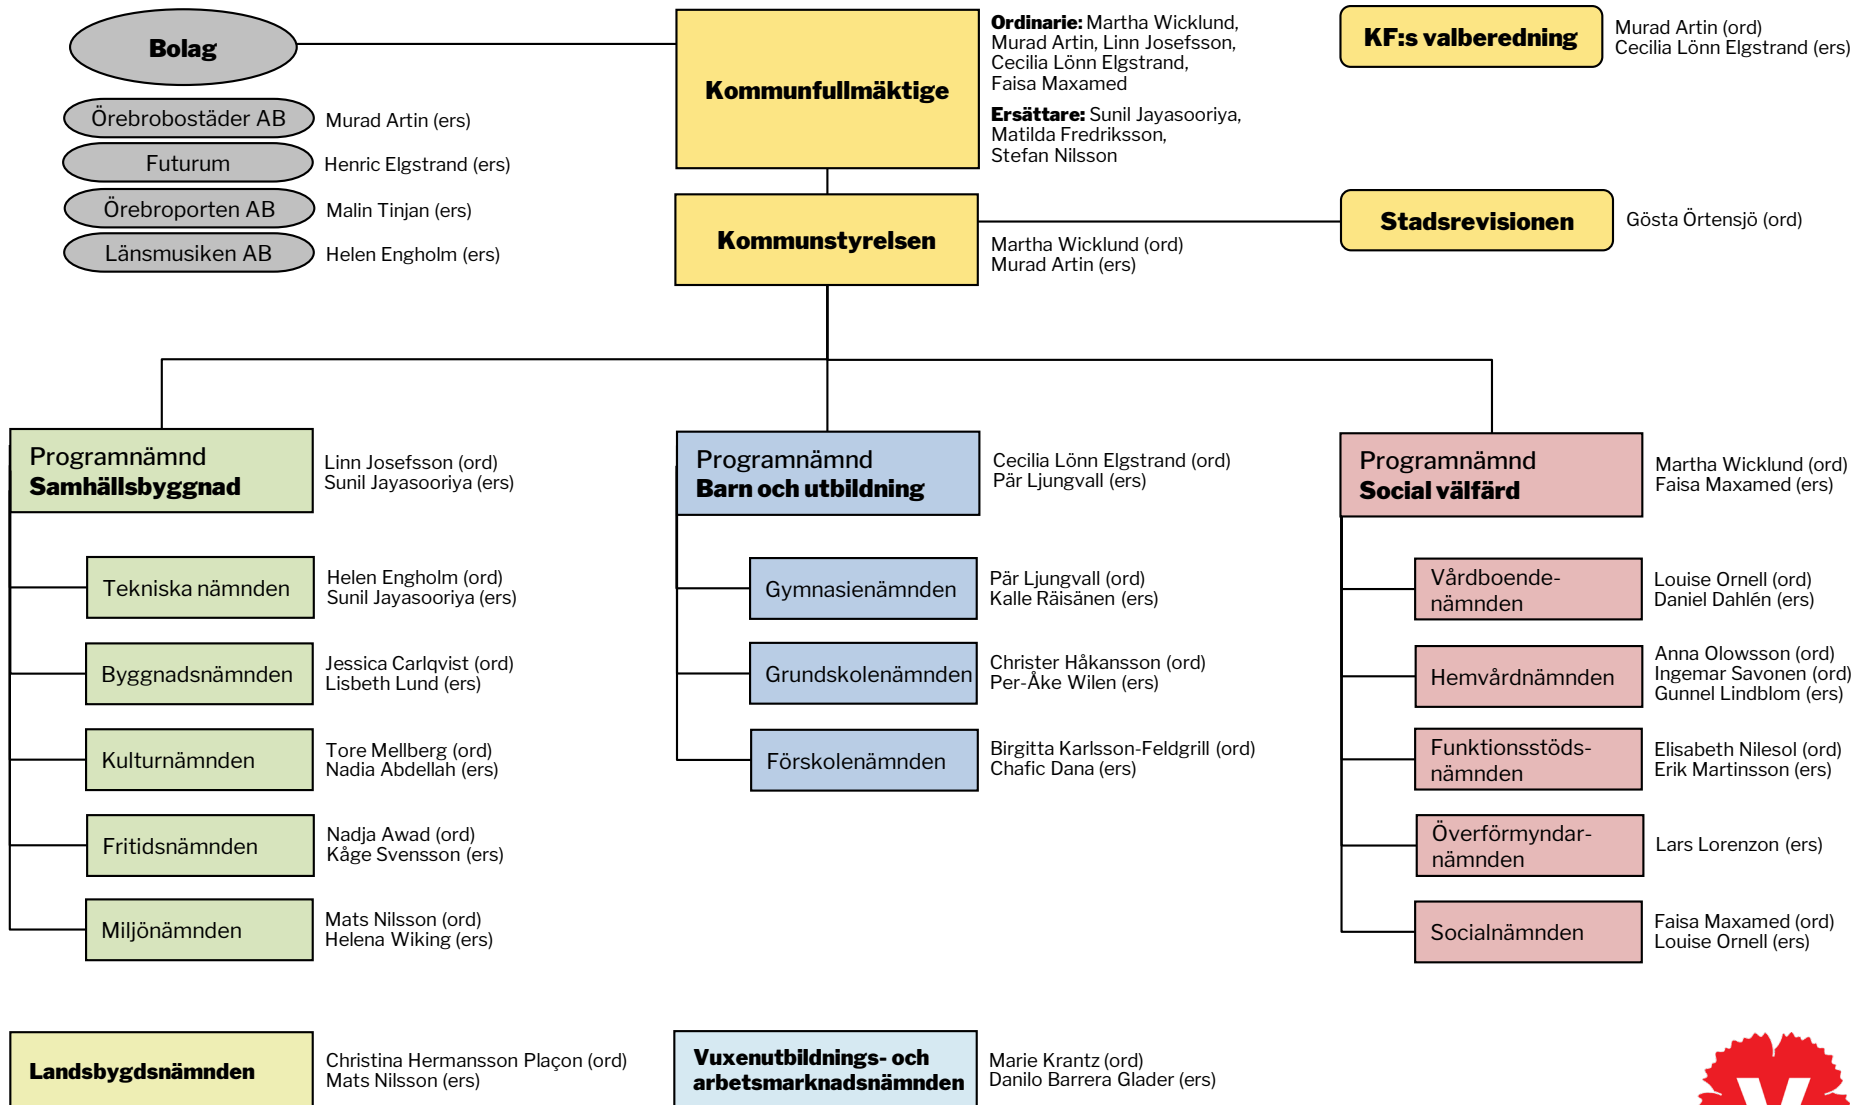 Bolag
Örebrobostäder AB
Murad Artin (ers)
Futurum
Henric Elgstrand (ers)
Örebroporten AB
Malin Tinjan (ers)
Länsmusiken AB
Helen Engholm (ers)
Kommunfullmäktige
Ordinarie: Martha Wicklund,
Murad Artin, Linn Josefsson,
Cecilia Lönn Elgstrand,
Faisa Maxamed
Ersättare: Sunil Jayasooriya,
Matilda Fredriksson,
Stefan Nilsson
KF:s valberedning
Murad Artin (ord)
Cecilia Lönn Elgstrand (ers)
Kommunstyrelsen
Martha Wicklund (ord)
Murad Artin (ers)
Stadsrevisionen
Gösta Örtensjö (ord)
Programnämnd
Samhällsbyggnad
Linn Josefsson (ord)
Sunil Jayasooriya (ers)
Tekniska nämnden
Helen Engholm (ord)
Sunil Jayasooriya (ers)
Byggnadsnämnden
Jessica Carlqvist (ord)
Lisbeth Lund (ers)
Kulturnämnden
Tore Mellberg (ord)
Nadia Abdellah (ers)
Fritidsnämnden
Nadja Awad (ord)
Kåge Svensson (ers)
Miljönämnden
Mats Nilsson (ord)
Helena Wiking (ers)
Programnämnd
Barn och utbildning
Cecilia Lönn Elgstrand (ord)
Pär Ljungvall (ers)
Gymnasienämnden
Pär Ljungvall (ord)
Kalle Räisänen (ers)
Grundskolenämnden
Christer Håkansson (ord)
Per-Åke Wilen (ers)
Förskolenämnden
Birgitta Karlsson-Feldgrill (ord)
Chafic Dana (ers)
Programnämnd
Social välfärd
Martha Wicklund (ord)
Faisa Maxamed (ers)
Vårdboende-
nämnden
Louise Ornell (ord)
Daniel Dahlén (ers)
Hemvårdnämnden
Anna Olowsson (ord)
Ingemar Savonen (ord)
Gunnel Lindblom (ers)
Funktionsstöds-
nämnden
Elisabeth Nilesol (ord)
Erik Martinsson (ers)
Överförmyndar-
nämnden
Lars Lorenzon (ers)
Socialnämnden
Faisa Maxamed (ord)
Louise Ornell (ers)
Landsbygdsnämnden
Christina Hermansson Plaçon (ord)
Mats Nilsson (ers)
Vuxenutbildnings- och
arbetsmarknadsnämnden
Marie Krantz (ord)
Danilo Barrera Glader (ers)
V